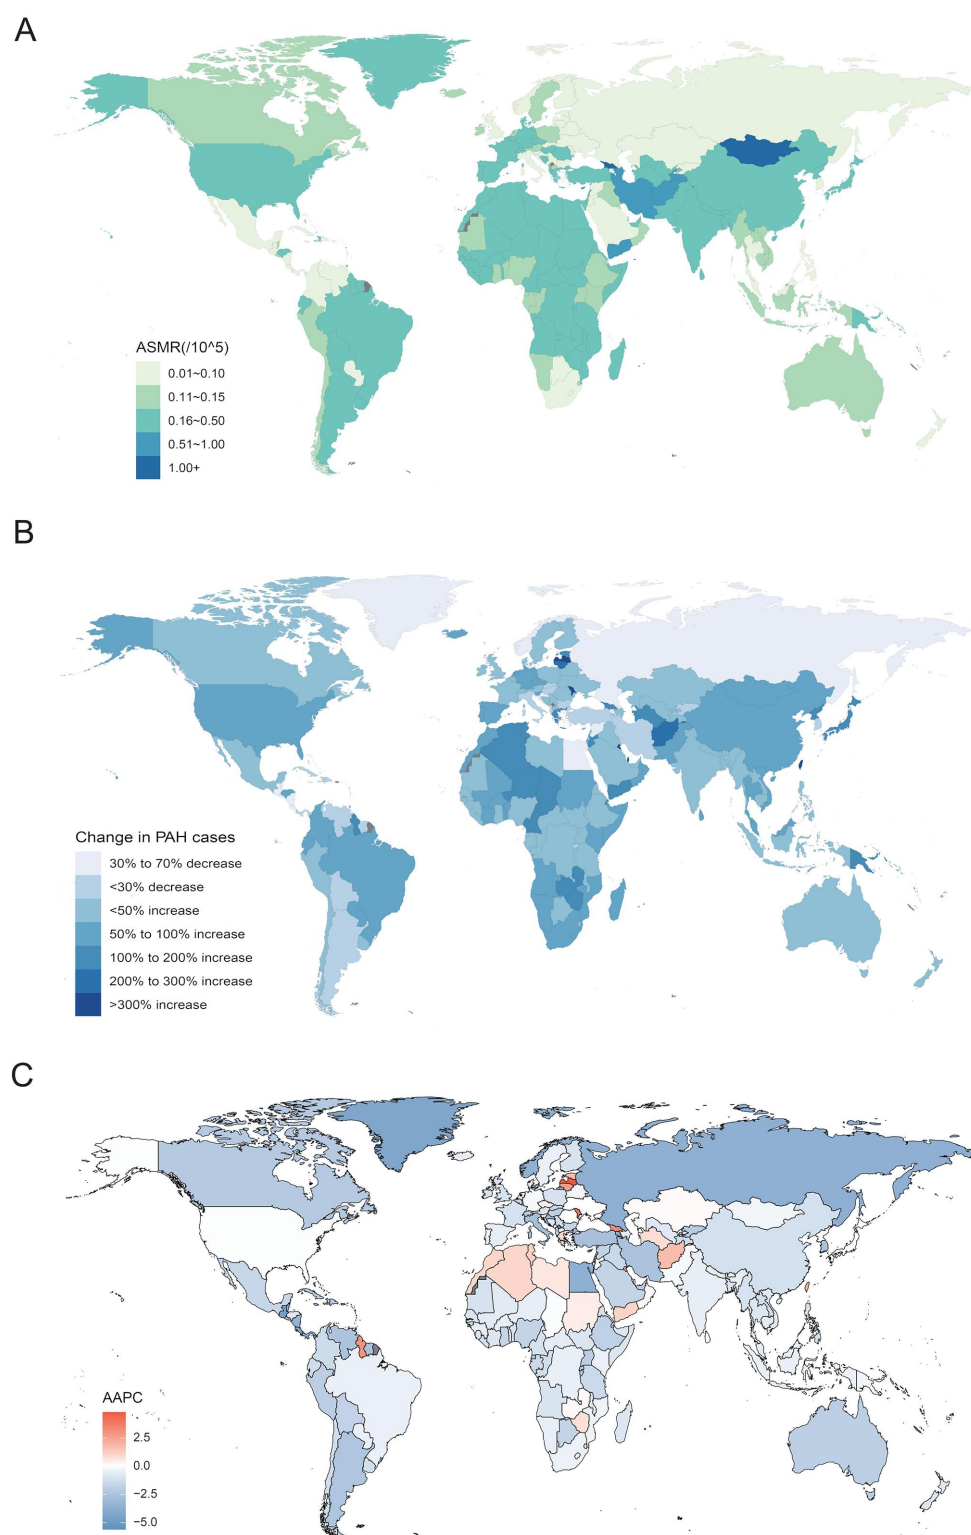 A
ASMR(/10^5)
0.01~0.10
0.11~0.15
0.16~0.50
0.51~1.00
1.00+
B
Change in PAH cases
30% to 70% decrease
<30% decrease
<50% increase
50% to 100% increase
100% to 200% increase
200% to 300% increase
>300% increase
C
AAPC
2.5
0.0
−2.5
−5.0